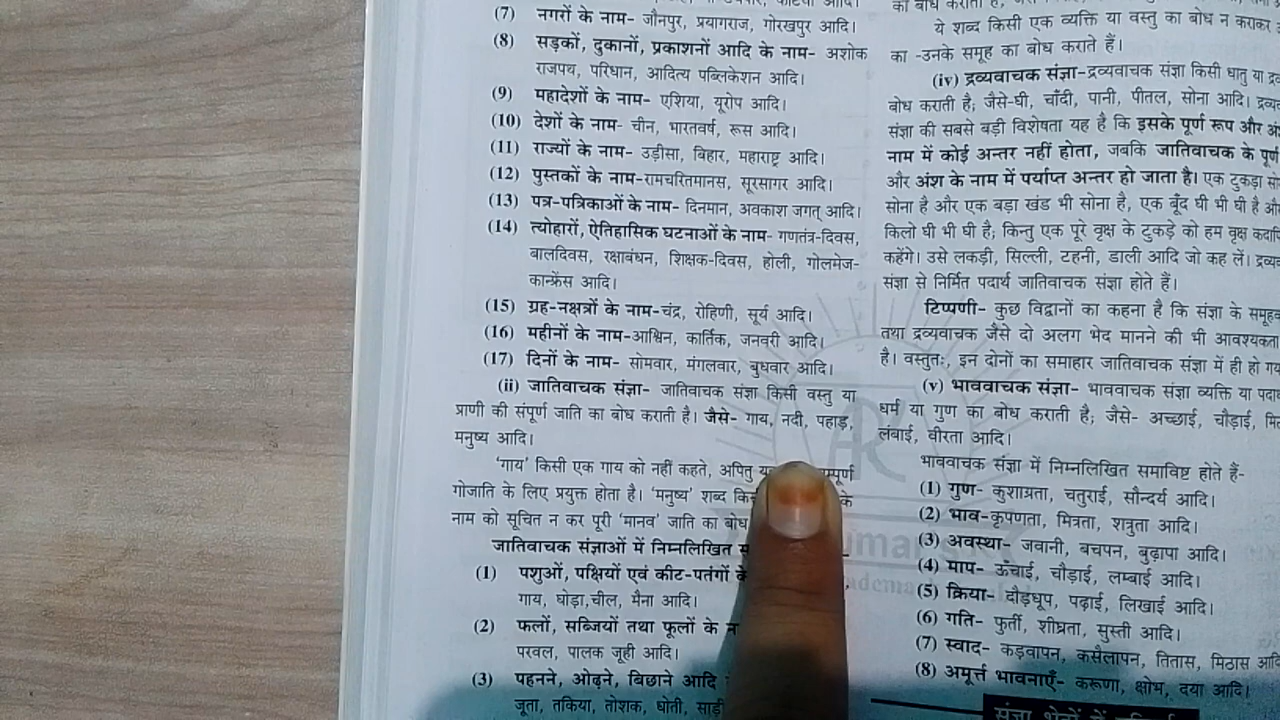 (7) नगरों के नाम- जौनपुर, प्रयागराज, गोरखपुर आदि।
(8) सड़कों, दुकानों, प्रकाशनों आदि के नाम- अशोक
राजपथ, परिधान, आदित्य पब्लिकेशन आदि।
(9) महादेशों के नाम- एशिया, यूरोप आदि।
(10) देशों के नाम- चीन, भारतवर्ष, रूस आदि।
(11) राज्यों के नाम- उड़ीसा, बिहार, महाराष्ट्र आदि।
(12) पुस्तकों के नाम-रामचरितमानस, सूरसागर आदि।
(13) पत्र-पत्रिकाओं के नाम- दिनमान, अवकाश जगत् आदि।
(14) त्योहारों, ऐतिहासिक घटनाओं के नाम- गणतंत्र-दिवस,
बालदिवस, रक्षाबंधन, शिक्षक-दिवस, होली, गोलमेज-
कान्फ्रेंस आदि।
(15) ग्रह-नक्षत्रों के नाम-चंद्र, रोहिणी, सूर्य आदि।
(16) महीनों के नाम-आश्विन, कार्तिक, जनवरी आदि।
(17) दिनों के नाम- सोमवार, मंगलवार, बुधवार आदि।
(ii) जातिवाचक संज्ञा- जातिवाचक संज्ञा किसी वस्तु या
प्राणी की संपूर्ण जाति का बोध कराती है। जैसे- गाय, नदी, पहाड़,
मनुष्य आदि।
'गाय' किसी एक गाय को नहीं कहते, अपितु
गोजाति के लिए प्रयुक्त होता है। 'मनुष्य' शब्द के
नाम को सूचित न कर पूरी 'मानव' जाति का बोध
जातिवाचक संज्ञाओं में निम्नलिखित
(1) पशुओं, पक्षियों एवं कीट-पतंगों के
गाय, घोड़ा,चील, मैना आदि।
(2) फलों, सब्जियों तथा फूलों के
परवल, पालक जूही आदि।
(3) पहनने, ओढ़ने, बिछाने आदि
जूता, तकिया, तोशक, धोती, साड़ी
ये शब्द किसी एक व्यक्ति या वस्तु का बोध न कराकर
का -उनके समूह का बोध कराते हैं।
(iv) द्रव्यवाचक संज्ञा-द्रव्यवाचक संज्ञा किसी धातु या
बोध कराती है; जैसे-घी, चाँदी, पानी, पीतल, सोना आदि।
संज्ञा की सबसे बड़ी विशेषता यह है कि इसके पूर्ण रूप और
नाम में कोई अन्तर नहीं होता, जबकि जातिवाचक के पूर्ण
और अंश के नाम में पर्याप्त अन्तर हो जाता है। एक टुकड़ा
सोना है और एक बड़ा खंड भी सोना है, एक बूँद घी भी घी है
किलो घी भी घी है; किन्तु एक पूरे वृक्ष के टुकड़े को हम वृक्ष
कहेंगे। उसे लकड़ी, सिल्ली, टहनी, डाली आदि जो कह लें।
संज्ञा से निर्मित पदार्थ जातिवाचक संज्ञा होते हैं।
टिप्पणी- कुछ विद्वानों का कहना है कि संज्ञा के
तथा द्रव्यवाचक जैसे दो अलग भेद मानने की भी आवश्यकता
है। वस्तुतः, इन दोनों का समाहार जातिवाचक संज्ञा में ही हो
(v) भाववाचक संज्ञा- भाववाचक संज्ञा व्यक्ति या
धर्म या गुण का बोध कराती है; जैसे- अच्छाई, चौड़ाई,
लंबाई, वीरता आदि।
भाववाचक संज्ञा में निम्नलिखित समाविष्ट होते हैं-
(1) गुण- कुशाग्रता, चतुराई, सौन्दर्य आदि।
(2) भाव-कृपणता, मित्रता, शत्रुता आदि।
(3) अवस्था- जवानी, बचपन, बुढ़ापा आदि।
(4) माप- ऊँचाई, चौड़ाई, लम्बाई आदि।
(5) क्रिया- दौड़धूप, पढ़ाई, लिखाई आदि।
(6) गति- फुर्ती, शीघ्रता, सुस्ती आदि।
(7) स्वाद- कड़वापन, कसैलापन, तितास, मिठास
(8) अमूर्त्त भावनाएँ- करूणा, क्षोभ, दया आदि।